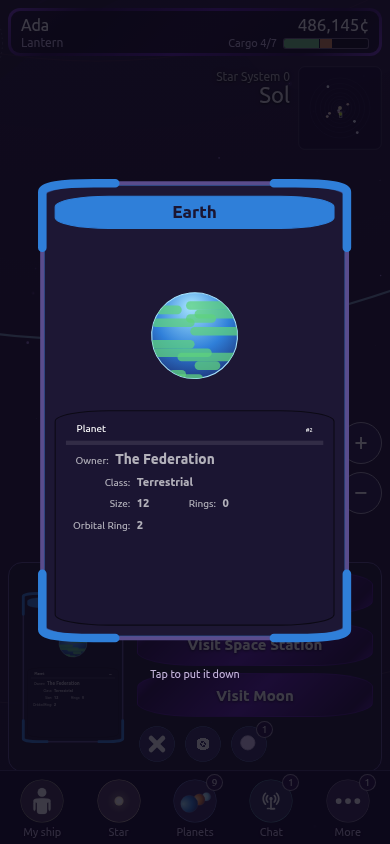 Ada
486,145¢
Lantern
Cargo 4/7
Star System 0
Sol
Earth
Planet #2
Owner: The Federation
Class: Terrestrial
Size: 12 Rings: 0
Orbital Ring: 2
Visit Space Station
Tap to put it down
Visit Moon
1
9
1
1
My ship
Star
Planets
Chat
More